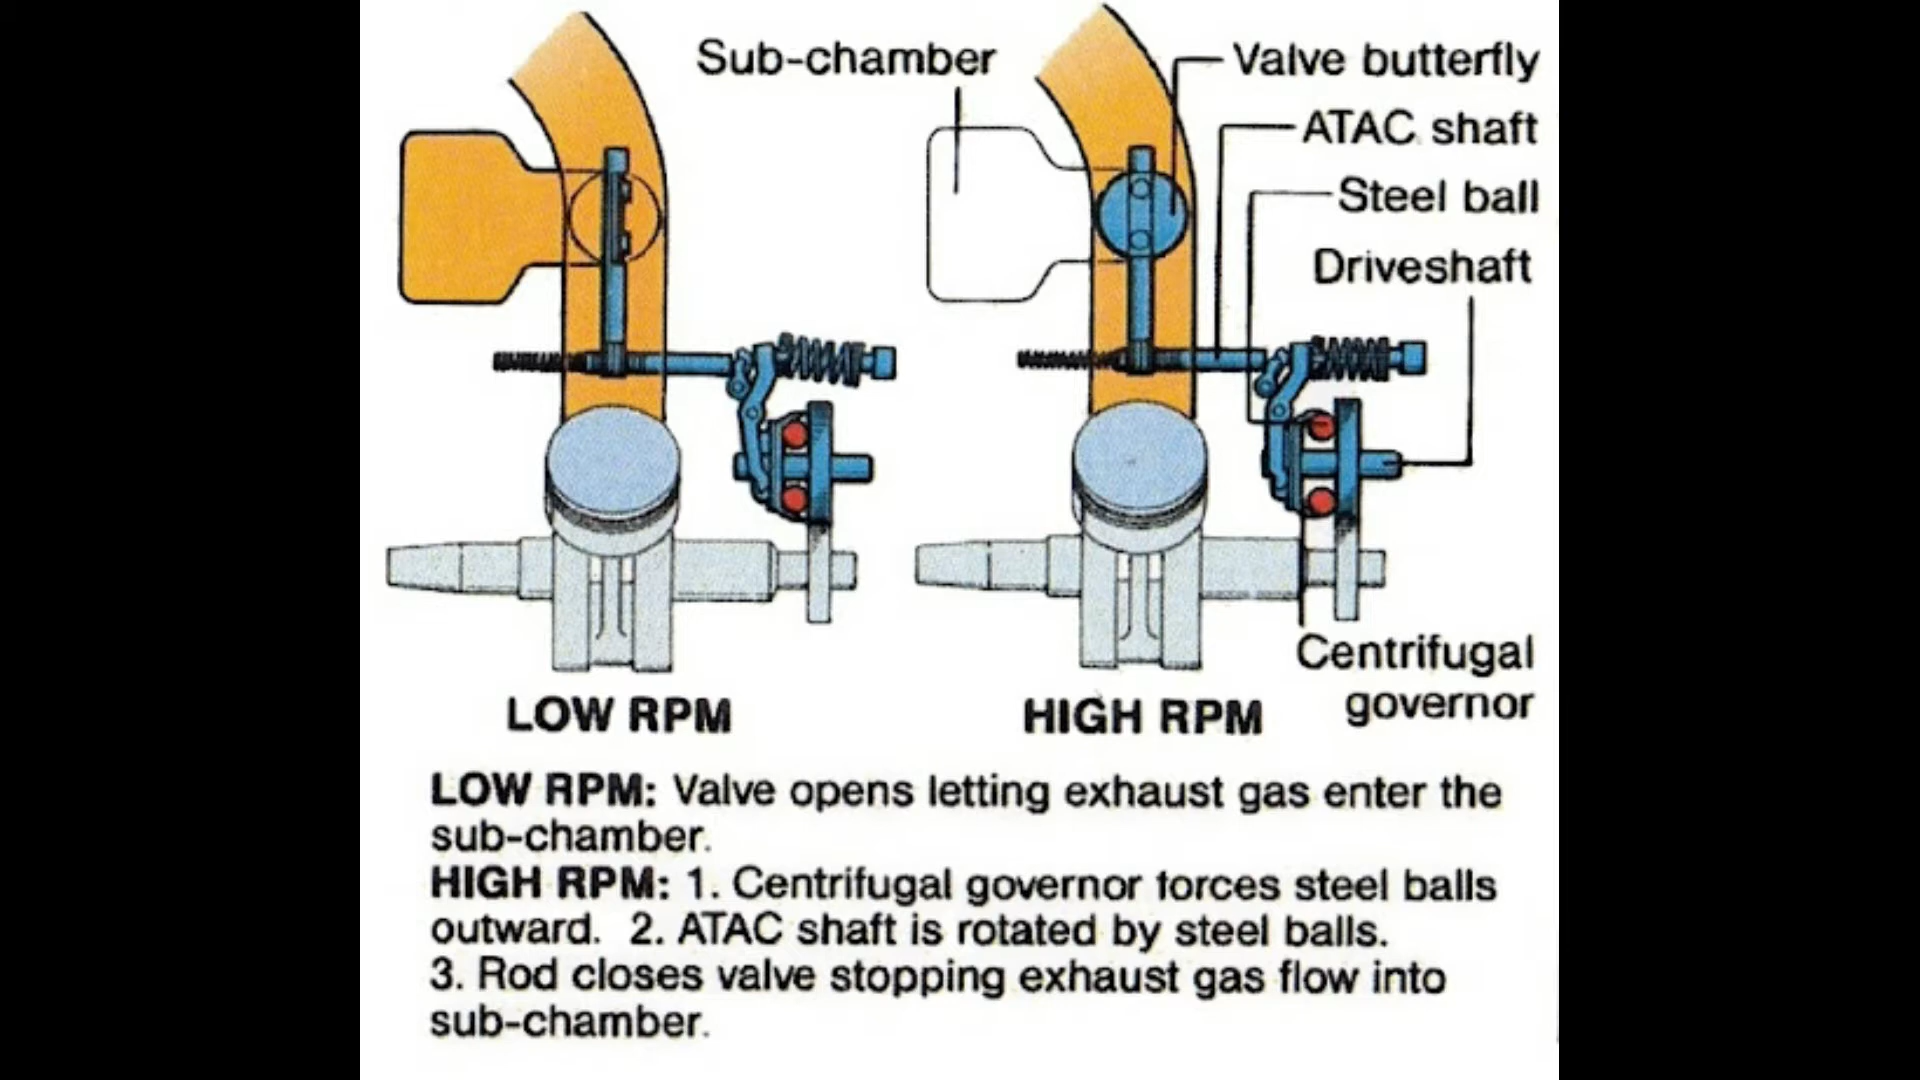 Sub-chamber
Valve butterfly
ATAC shaft
Steel ball
Driveshaft
Centrifugal
governor
LOW RPM
HIGH RPM
LOW RPM: Valve opens letting exhaust gas enter the
sub-chamber.
HIGH RPM: 1. Centrifugal governor forces steel balls
outward. 2. ATAC shaft is rotated by steel balls.
3. Rod closes valve stopping exhaust gas flow into
sub-chamber.